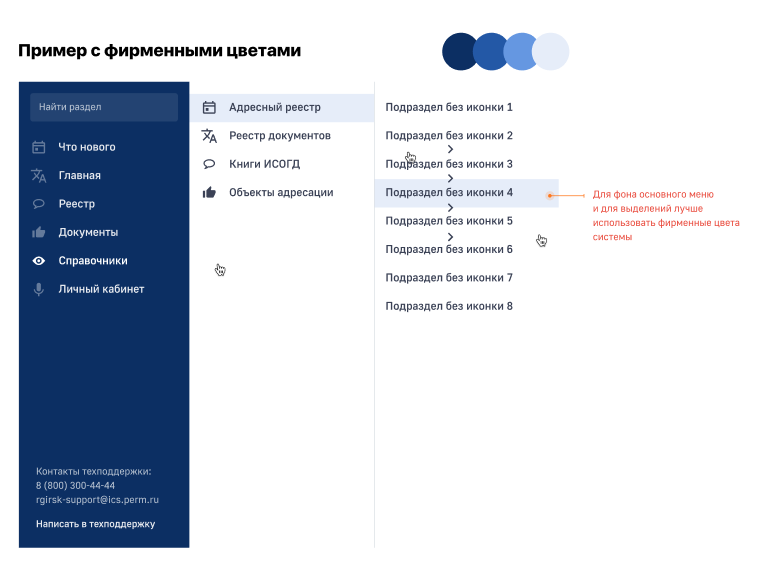 Пример с фирменными цветами
Найти раздел
Что нового
Главная
Реестр
Документы
Справочники
Личный кабинет
Контакты техподдержки:
8 (800) 300-44-44
rgirsk-support@ics.perm.ru
Написать в техподдержку
Адресный реестр
Реестр документов
Книги ИСОГД
Объекты адресации
Подраздел без иконки 1
Подраздел без иконки 2
Подраздел без иконки 3
Подраздел без иконки 4
Подраздел без иконки 5
Подраздел без иконки 6
Подраздел без иконки 7
Подраздел без иконки 8
Для фона основного меню
и для выделений лучше
использовать фирменные цвета
системы